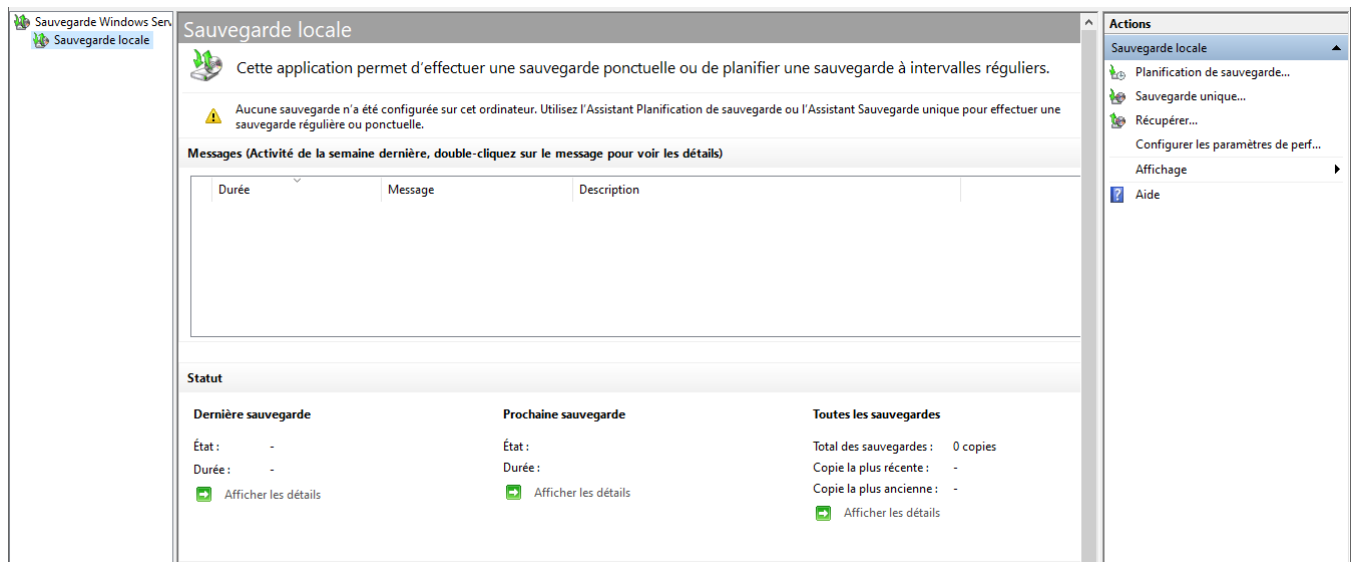 Sauvegarde Windows Serv
Sauvegarde locale
Sauvegarde locale
Cette application permet d'effectuer une sauvegarde ponctuelle ou de planifier une sauvegarde à intervalles réguliers.
Aucune sauvegarde n'a été configurée sur cet ordinateur. Utilisez l'Assistant Planification de sauvegarde ou l'Assistant Sauvegarde unique pour effectuer une
sauvegarde régulière ou ponctuelle.
Messages (Activité de la semaine dernière, double-cliquez sur le message pour voir les détails)
Durée Message Description
Statut
Dernière sauvegarde
État : -
Durée : -
Afficher les détails
Prochaine sauvegarde
État :
Durée :
Afficher les détails
Toutes les sauvegardes
Total des sauvegardes : 0 copies
Copie la plus récente : -
Copie la plus ancienne : -
Afficher les détails
Actions
Sauvegarde locale
Planification de sauvegarde...
Sauvegarde unique...
Récupérer...
Configurer les paramètres de perf...
Affichage
Aide